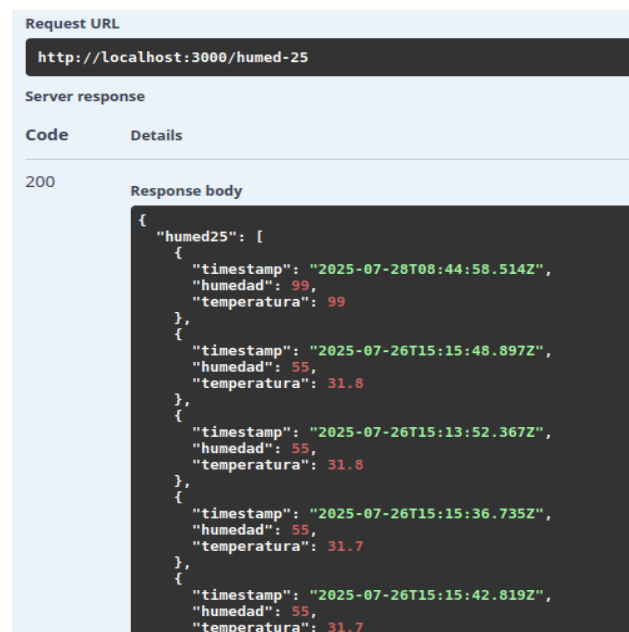 Request URL
http://localhost:3000/humed-25
Server response
Code Details
200
Response body
{
"humed25": [
{
"timestamp": "2025-07-28T08:44:58.514Z",
"humedad": 99,
"temperatura": 99
},
{
"timestamp": "2025-07-26T15:15:48.897Z",
"humedad": 55,
"temperatura": 31.8
},
{
"timestamp": "2025-07-26T15:13:52.367Z",
"humedad": 55,
"temperatura": 31.8
},
{
"timestamp": "2025-07-26T15:15:36.735Z",
"humedad": 55,
"temperatura": 31.7
},
{
"timestamp": "2025-07-26T15:15:42.819Z",
"humedad": 55,
"temperatura": 31.7